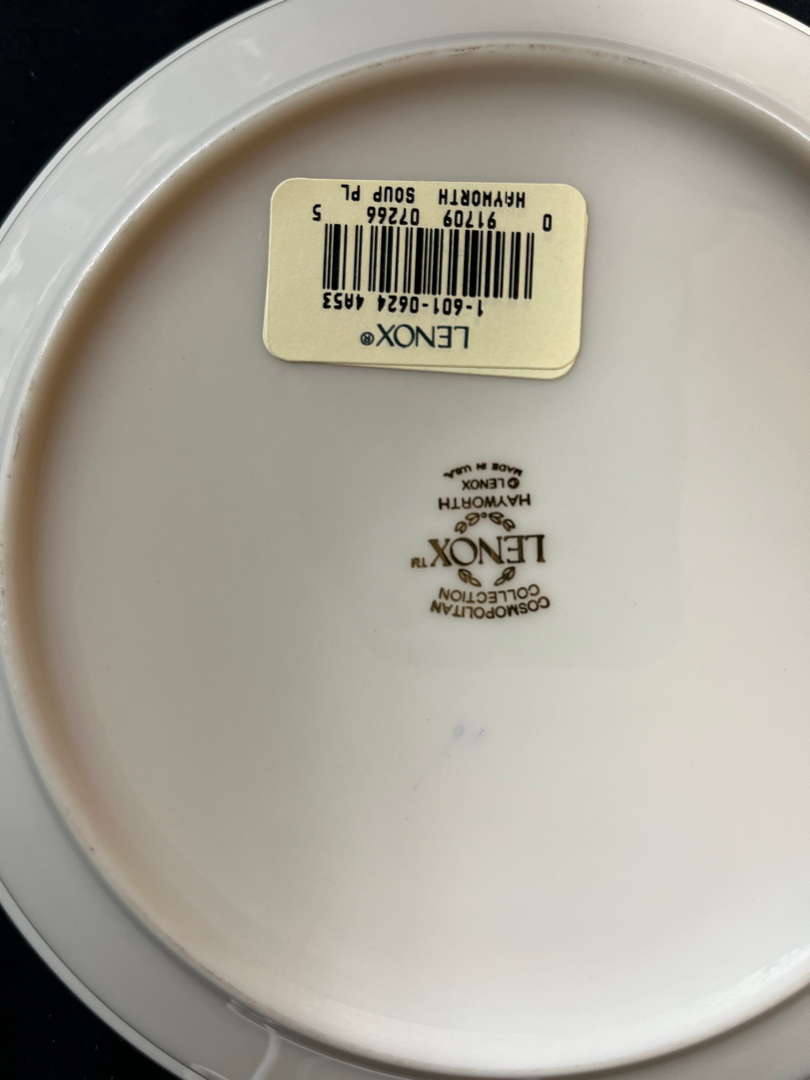 LENOX®
1-601-0624 4A53
0 91709 07266 5
HAYWORTH SOUP PL
COSMOPOLITAN
COLLECTION
LENOX™
HAYWORTH
© LENOX
MADE IN U.S.A.